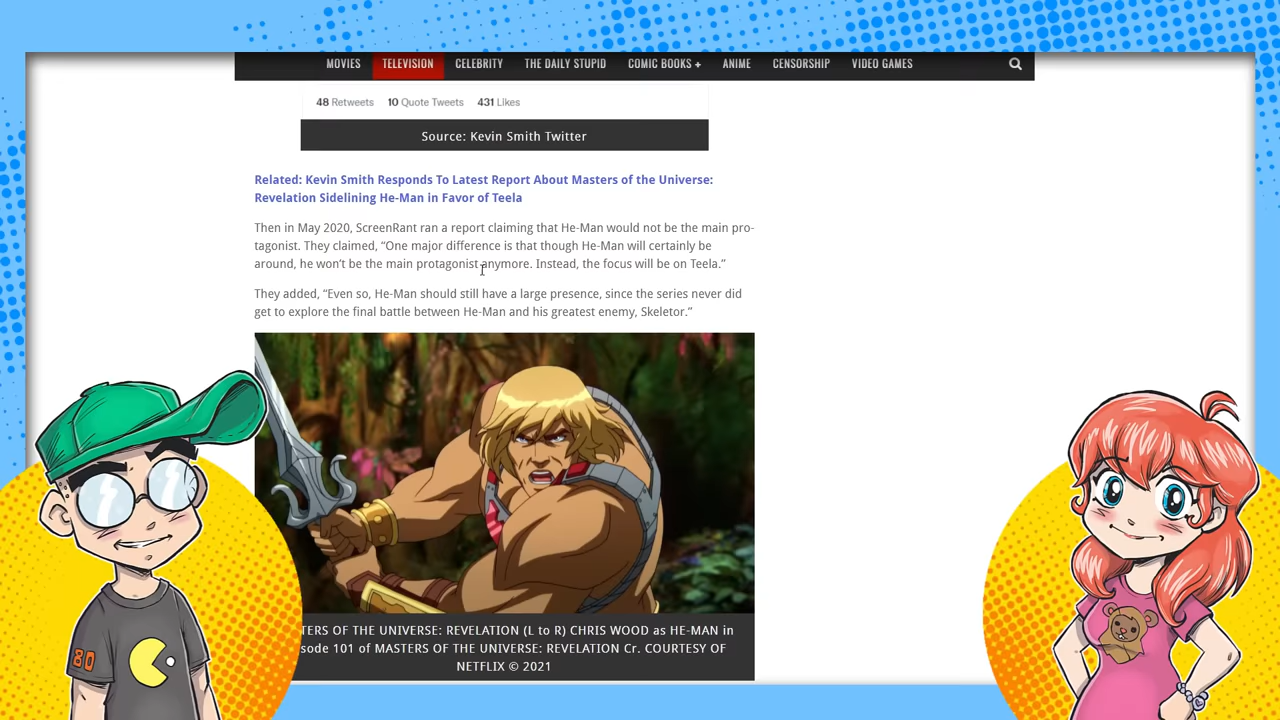 MOVIES TELEVISION CELEBRITY THE DAILY STUPID COMIC BOOKS + ANIME CENSORSHIP VIDEO GAMES
48 Retweets 10 Quote Tweets 431 Likes
Source: Kevin Smith Twitter
Related: Kevin Smith Responds To Latest Report About Masters of the Universe:
Revelation Sidelining He-Man in Favor of Teela
Then in May 2020, ScreenRant ran a report claiming that He-Man would not be the main pro-
tagonist. They claimed, “One major difference is that though He-Man will certainly be
around, he won’t be the main protagonist anymore. Instead, the focus will be on Teela.”
They added, “Even so, He-Man should still have a large presence, since the series never did
get to explore the final battle between He-Man and his greatest enemy, Skeletor.”
TERS OF THE UNIVERSE: REVELATION (L to R) CHRIS WOOD as HE-MAN in
sode 101 of MASTERS OF THE UNIVERSE: REVELATION Cr. COURTESY OF
NETFLIX © 2021
80